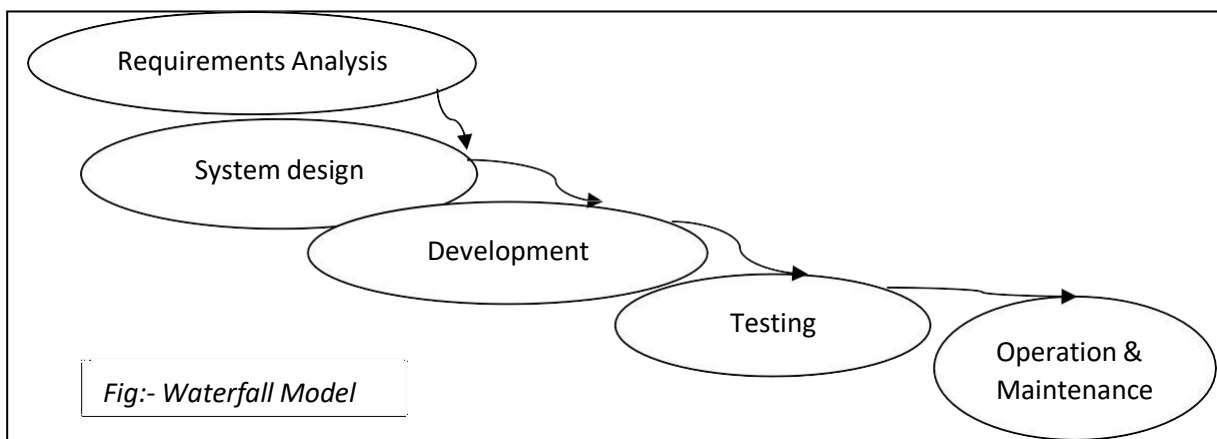 Requirements Analysis
System design
Development
Testing
Operation &
Maintenance
Fig:- Waterfall Model